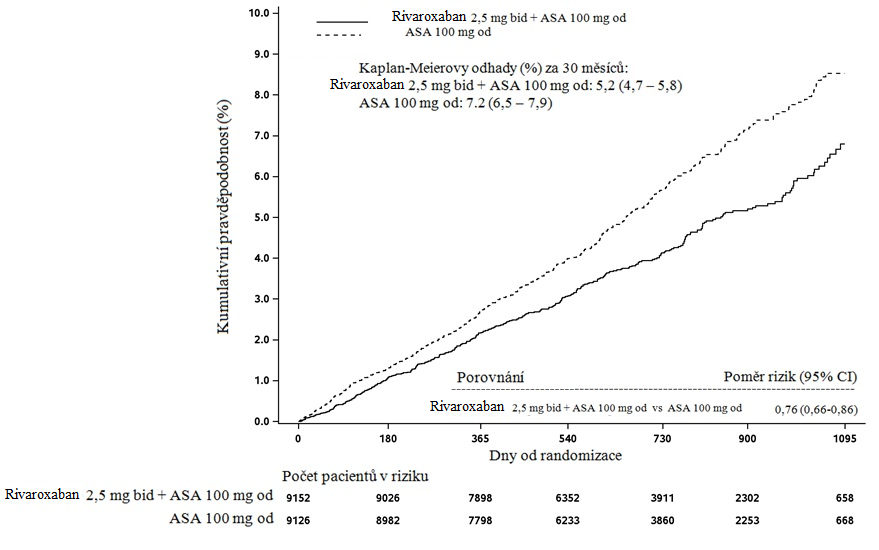 10.0
Rivaroxaban 2,5 mg bid + ASA 100 mg od
ASA 100 mg od
9.0
Kaplan-Meierovy odhady (%) za 30 měsíců:
Rivaroxaban 2,5 mg bid + ASA 100 mg od: 5,2 (4,7 – 5,8)
ASA 100 mg od: 7.2 (6,5 – 7,9)
8.0
7.0
6.0
5.0
4.0
3.0
2.0
1.0
0.0
Kumulativní pravděpodobnost (%)
Porovnání Poměr rizik (95% CI)
Rivaroxaban 2,5 mg bid + ASA 100 mg od vs ASA 100 mg od 0,76 (0,66-0,86)
0 180 365 540 730 900 1095
Dny od randomizace
Počet pacientů v riziku
Rivaroxaban 2,5 mg bid + ASA 100 mg od 9152 9026 7898 6352 3911 2302 658
ASA 100 mg od 9126 8982 7798 6233 3860 2253 668